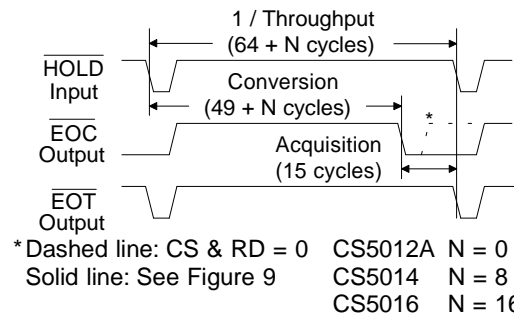 1 / Throughput
(64 + N cycles)
HOLD
Input
Conversion
(49 + N cycles)
*
EOC
Output
Acquisition
(15 cycles)
EOT
Output
*Dashed line: CS & RD = 0 CS5012A N = 0
Solid line: See Figure 9 CS5014 N = 8
CS5016 N = 16